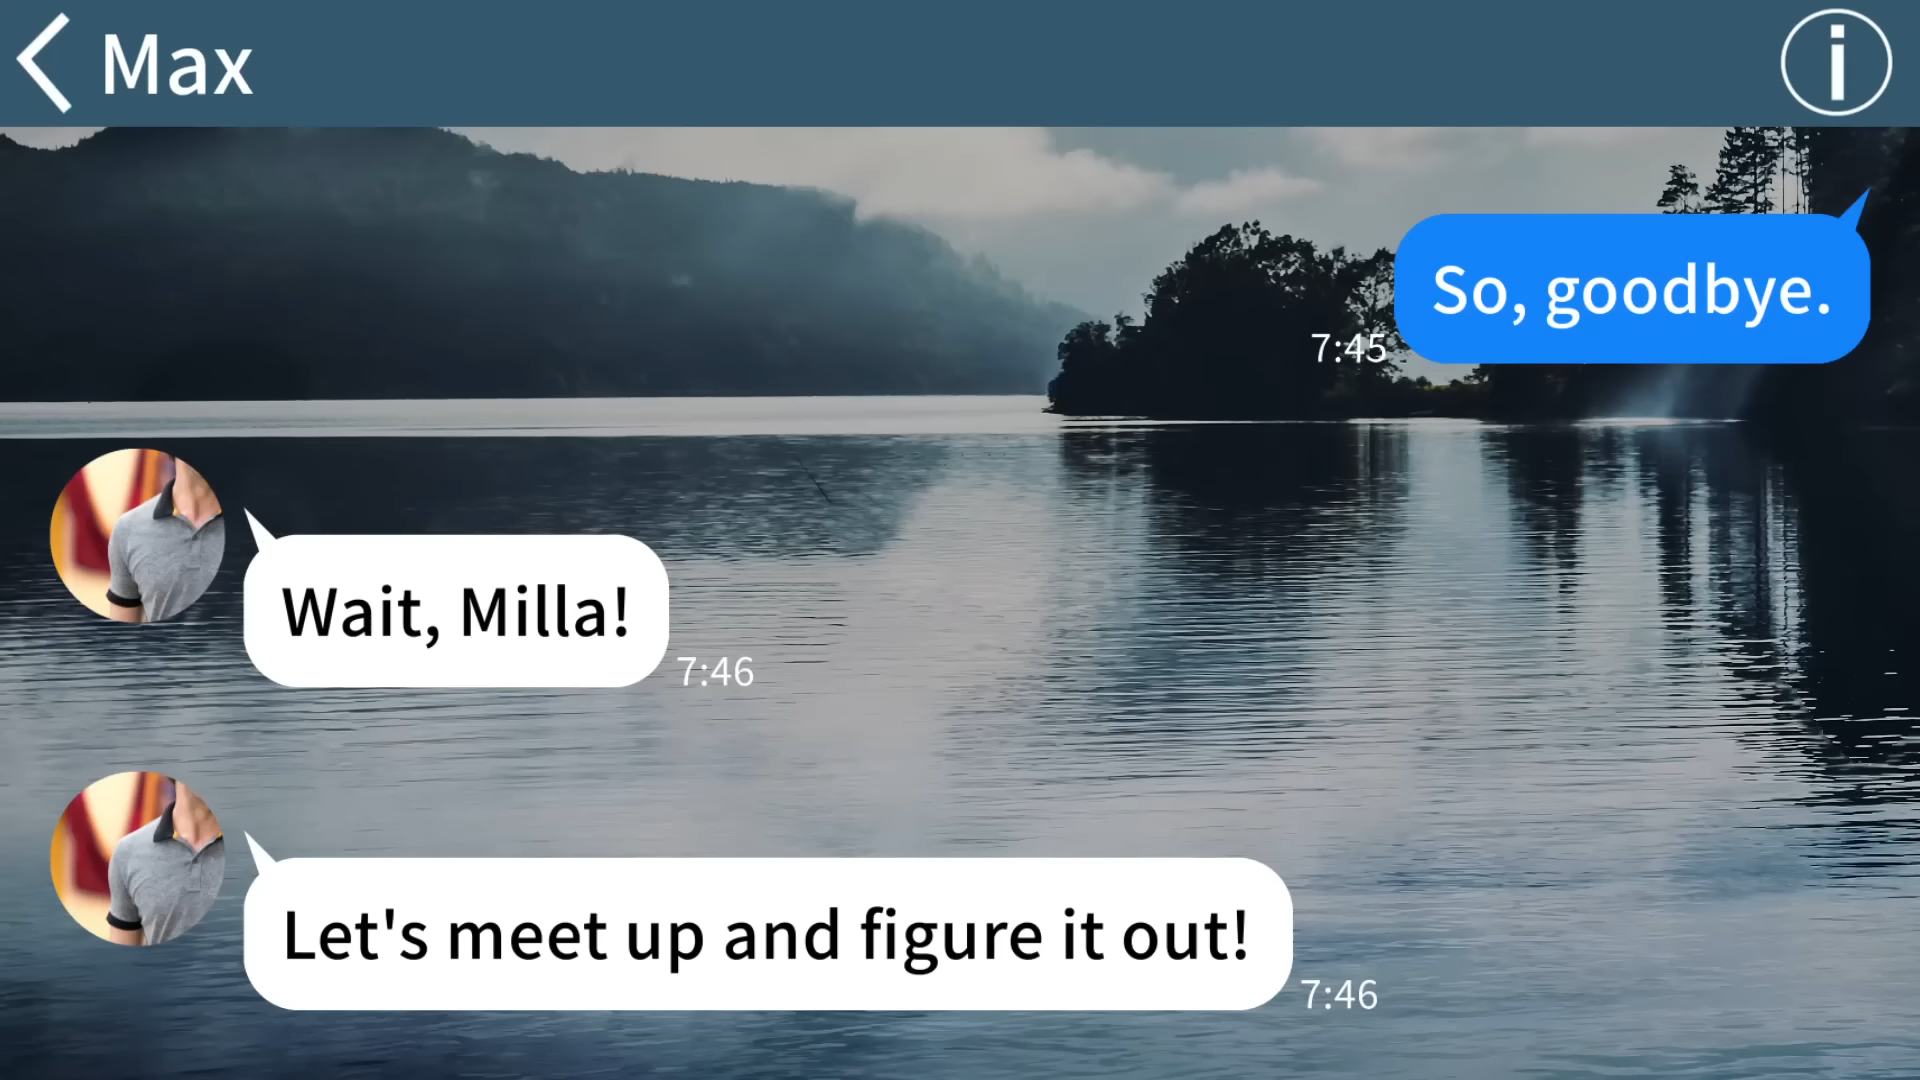 Max
So, goodbye.
7:45
Wait, Milla!
7:46
Let's meet up and figure it out!
7:46